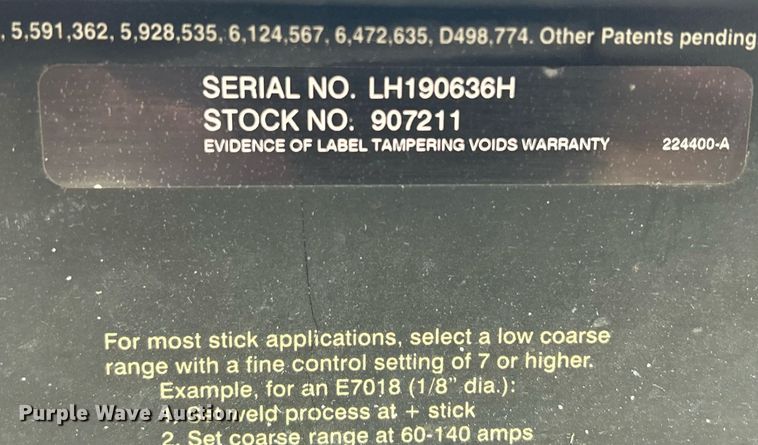 , 5,591,362, 5,928,535, 6,124,567, 6,472,635, D498,774. Other Patents pending
SERIAL NO. LH190636H
STOCK NO. 907211
EVIDENCE OF LABEL TAMPERING VOIDS WARRANTY 224400-A
For most stick applications, select a low coarse
range with a fine control setting of 7 or higher.
Example, for an E7018 (1/8" dia.):
Purple Wave Auction
1. Set weld process at + stick
2. Set coarse range at 60-140 amps